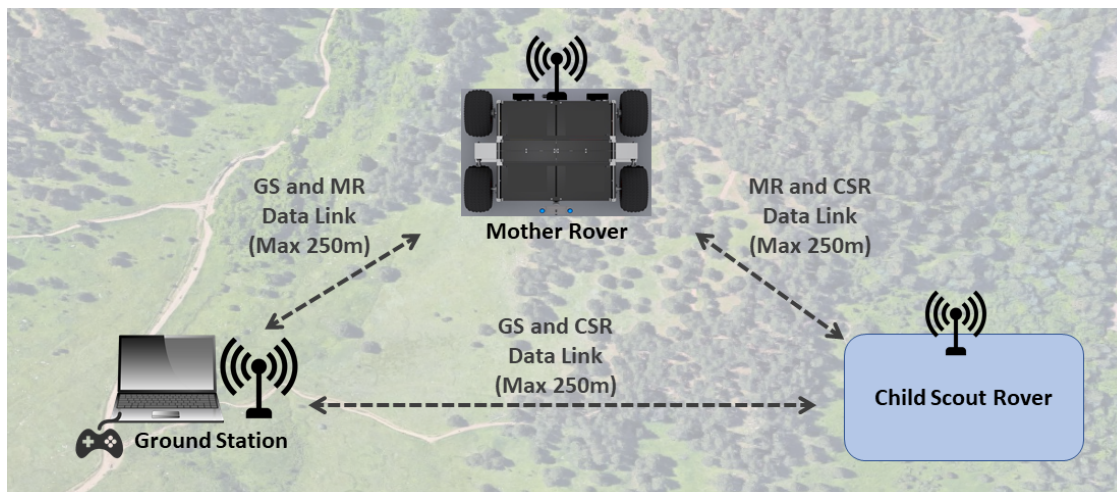 GS and MR
Data Link
(Max 250m)
Mother Rover
MR and CSR
Data Link
(Max 250m)
GS and CSR
Data Link
(Max 250m)
Ground Station
Child Scout Rover